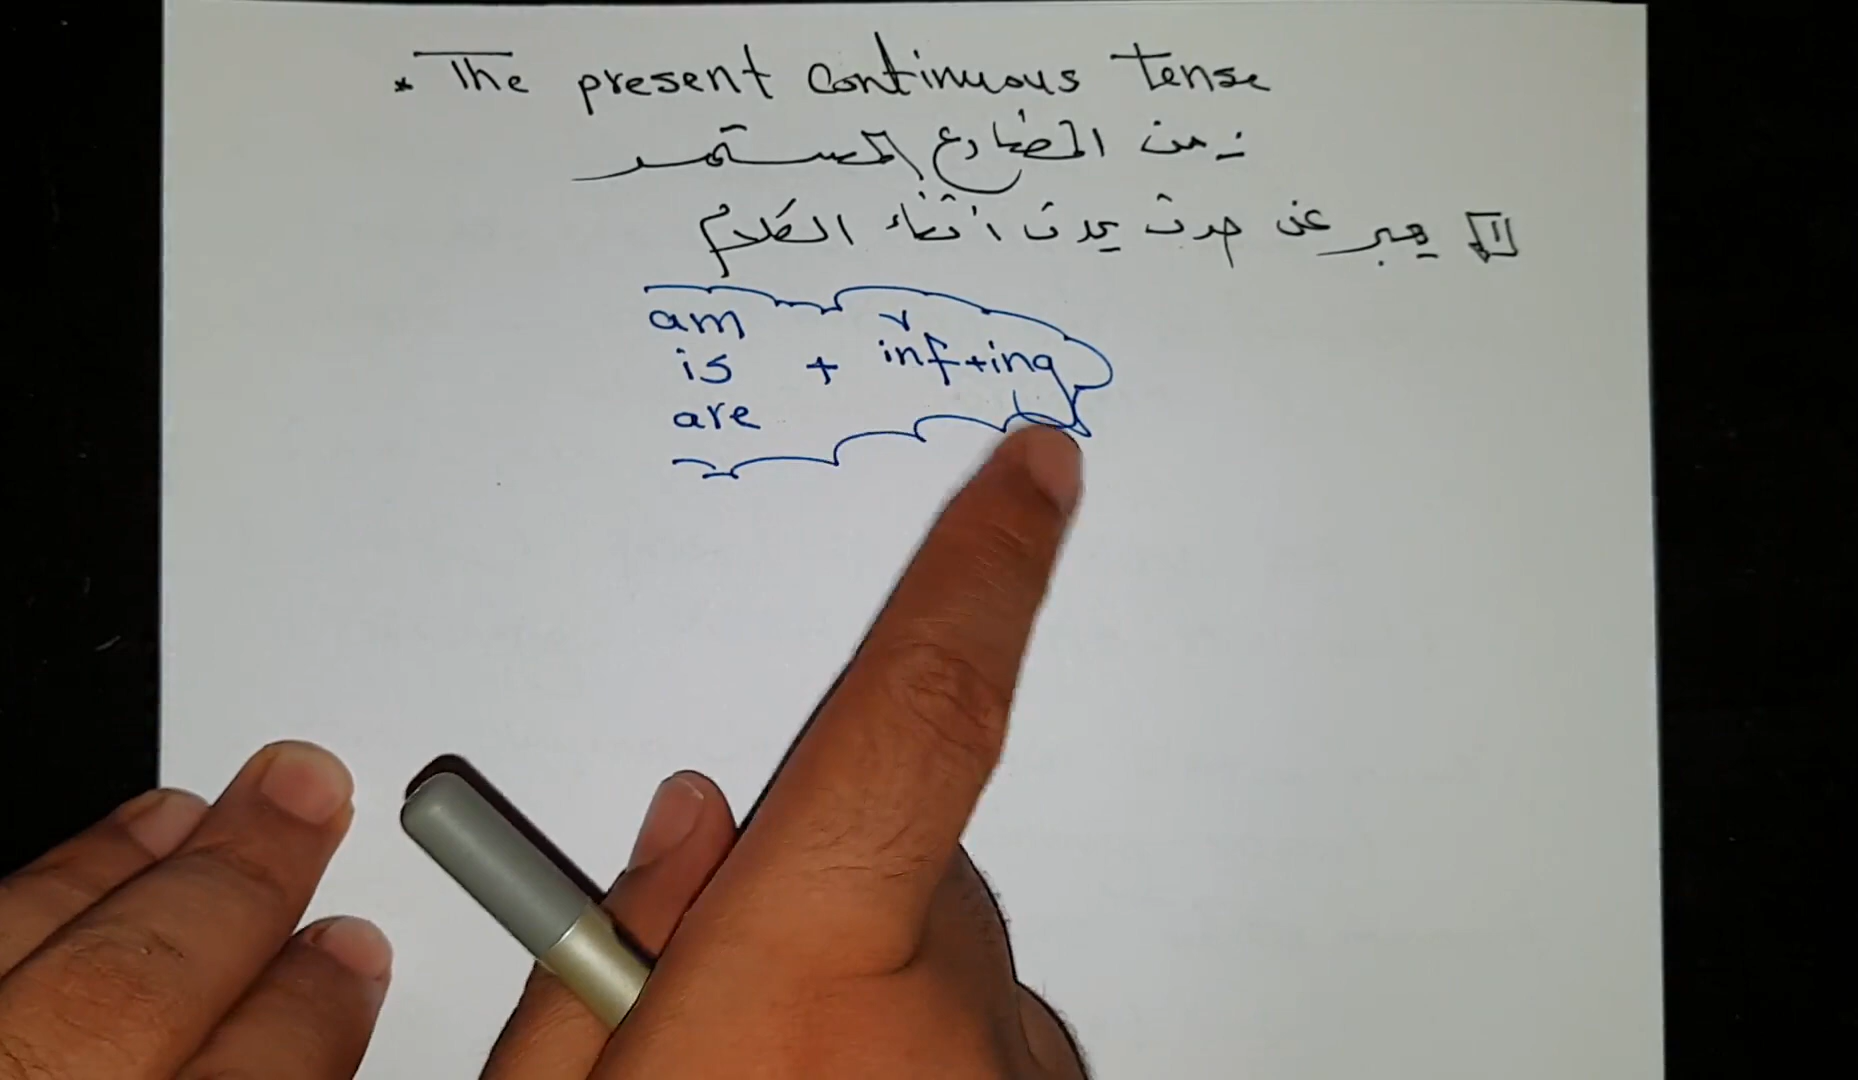 * The present continuous tense
زمن المضارع المستمر
1 يعبر عن حدث يحدث أثناء الكلام
am
v
is + inf+ing
are